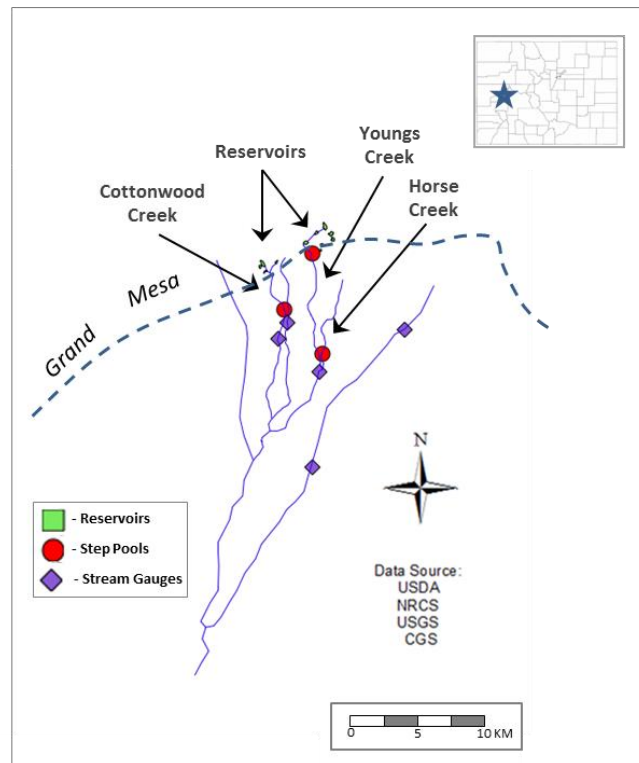 Youngs
Creek
Reservoirs
Horse
Creek
Cottonwood
Creek
Grand Mesa
N
- Reservoirs
- Step Pools
- Stream Gauges
Data Source:
USDA
NRCS
USGS
CGS
0 5 10 KM